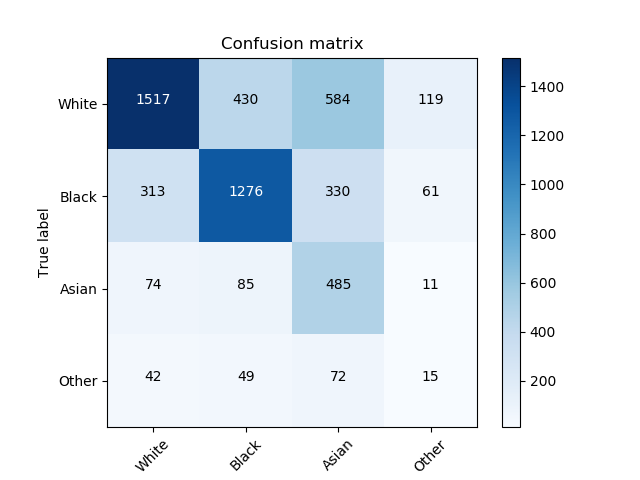 Confusion matrix
True label
White 1517 430 584 119
Black 313 1276 330 61
Asian 74 85 485 11
Other 42 49 72 15
White Black Asian Other
1400
1200
1000
800
600
400
200